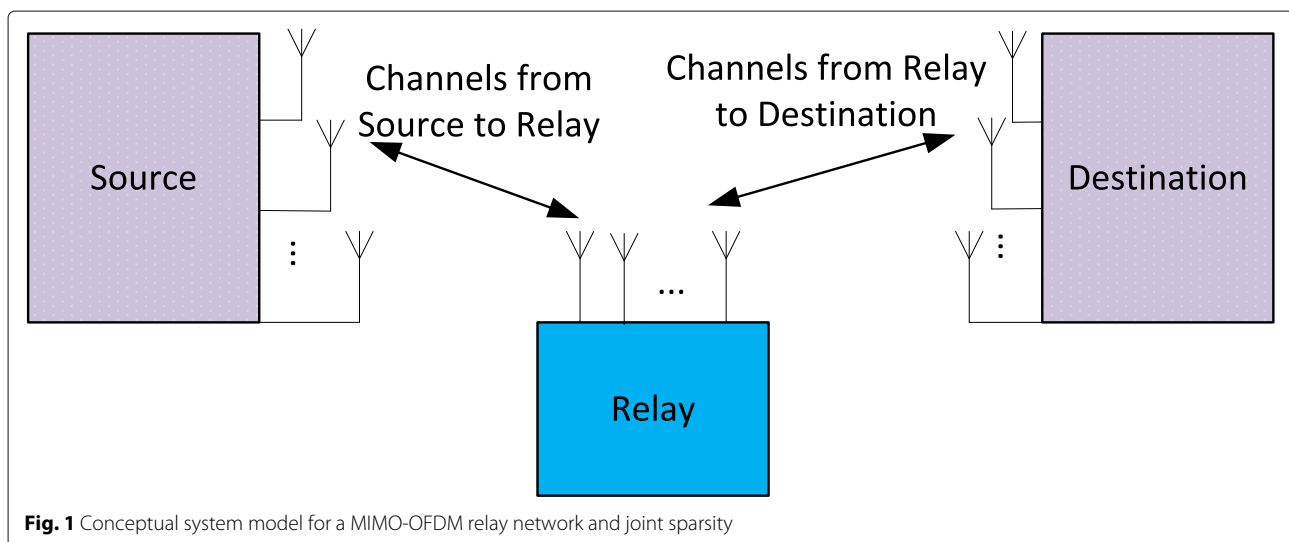 Channels from
Source to Relay
Channels from Relay
to Destination
Source
Destination
...
...
...
Relay
Fig. 1 Conceptual system model for a MIMO-OFDM relay network and joint sparsity